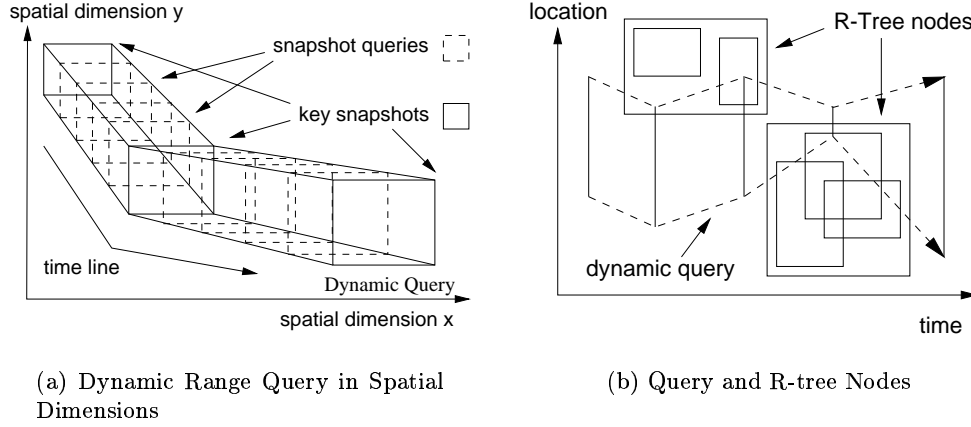 spatial dimension y
snapshot queries
key snapshots
time line
Dynamic Query
spatial dimension x
(a) Dynamic Range Query in Spatial
Dimensions
location
R-Tree nodes
dynamic query
time
(b) Query and R-tree Nodes